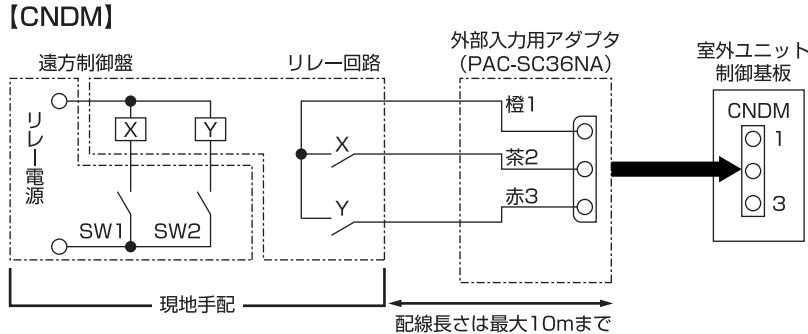 【CNDM】
遠方制御盤
リレー回路
外部入力用アダプタ
(PAC-SC36NA)
室外ユニット
制御基板
リレー電源
X
Y
SW1
SW2
X
Y
橙1
茶2
赤3
CNDM
1
3
現地手配
配線長さは最大10mまで